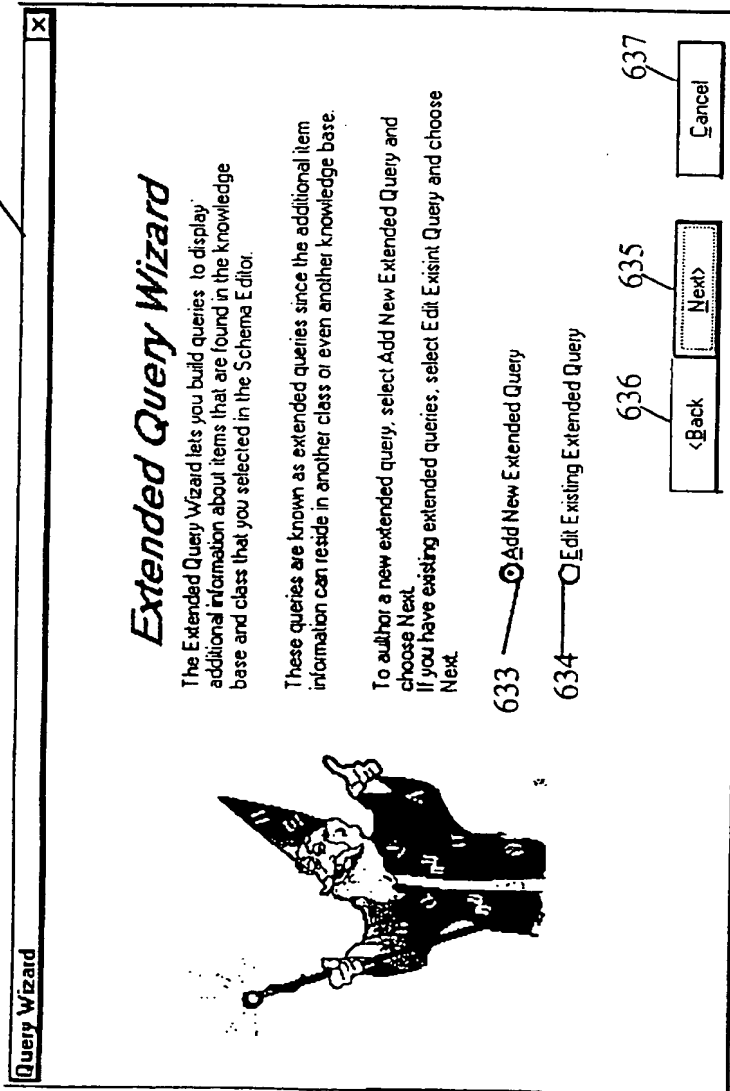 Query Wizard
Extended Query Wizard
The Extended Query Wizard lets you build queries to display
additional information about items that are found in the knowledge
base and class that you selected in the Schema Editor.
These queries are known as extended queries since the additional item
information can reside in another class or even another knowledge base.
To author a new extended query, select Add New Extended Query and
choose Next.
If you have existing extended queries, select Edit Exisint Query and choose
Next.
633 Add New Extended Query
634 Edit Existing Extended Query
636 635 637
<Back Next> Cancel